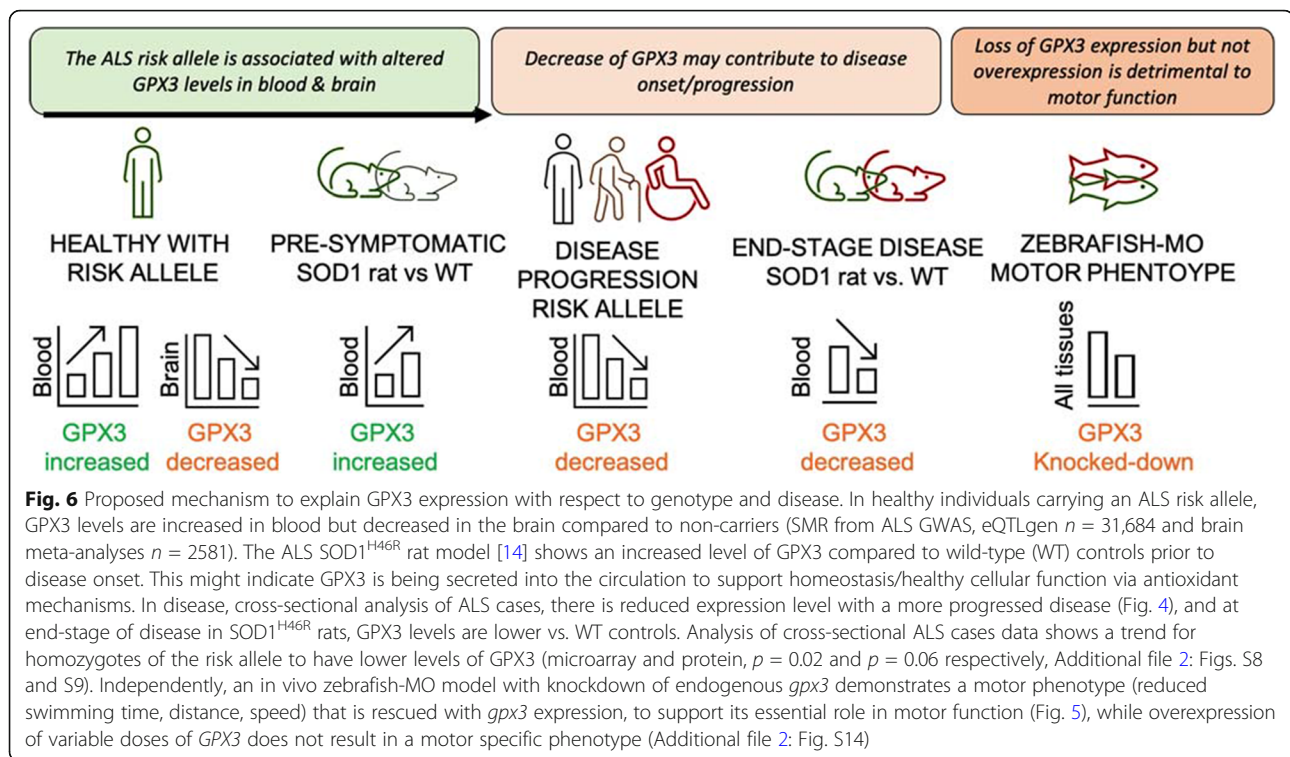 The ALS risk allele is associated with altered
GPX3 levels in blood & brain
Decrease of GPX3 may contribute to disease
onset/progression
Loss of GPX3 expression but not
overexpression is detrimental to
motor function
HEALTHY WITH
RISK ALLELE
PRE-SYMPTOMATIC
SOD1 rat vs WT
DISEASE
PROGRESSION
RISK ALLELE
END-STAGE DISEASE
SOD1 rat vs. WT
ZEBRAFISH-MO
MOTOR PHENTOYPE
Blood
Brain
Blood
Blood
Blood
All tissues
GPX3
increased
GPX3
decreased
GPX3
increased
GPX3
decreased
GPX3
decreased
GPX3
Knocked-down
Fig. 6 Proposed mechanism to explain GPX3 expression with respect to genotype and disease. In healthy individuals carrying an ALS risk allele,
GPX3 levels are increased in blood but decreased in the brain compared to non-carriers (SMR from ALS GWAS, eQTLgen n = 31,684 and brain
meta-analyses n = 2581). The ALS SOD1H46R rat model [14] shows an increased level of GPX3 compared to wild-type (WT) controls prior to
disease onset. This might indicate GPX3 is being secreted into the circulation to support homeostasis/healthy cellular function via antioxidant
mechanisms. In disease, cross-sectional analysis of ALS cases, there is reduced expression level with a more progressed disease (Fig. 4), and at
end-stage of disease in SOD1H46R rats, GPX3 levels are lower vs. WT controls. Analysis of cross-sectional ALS cases data shows a trend for
homozygotes of the risk allele to have lower levels of GPX3 (microarray and protein, p = 0.02 and p = 0.06 respectively, Additional file 2: Figs. S8
and S9). Independently, an in vivo zebrafish-MO model with knockdown of endogenous gpx3 demonstrates a motor phenotype (reduced
swimming time, distance, speed) that is rescued with gpx3 expression, to support its essential role in motor function (Fig. 5), while overexpression
of variable doses of GPX3 does not result in a motor specific phenotype (Additional file 2: Fig. S14)